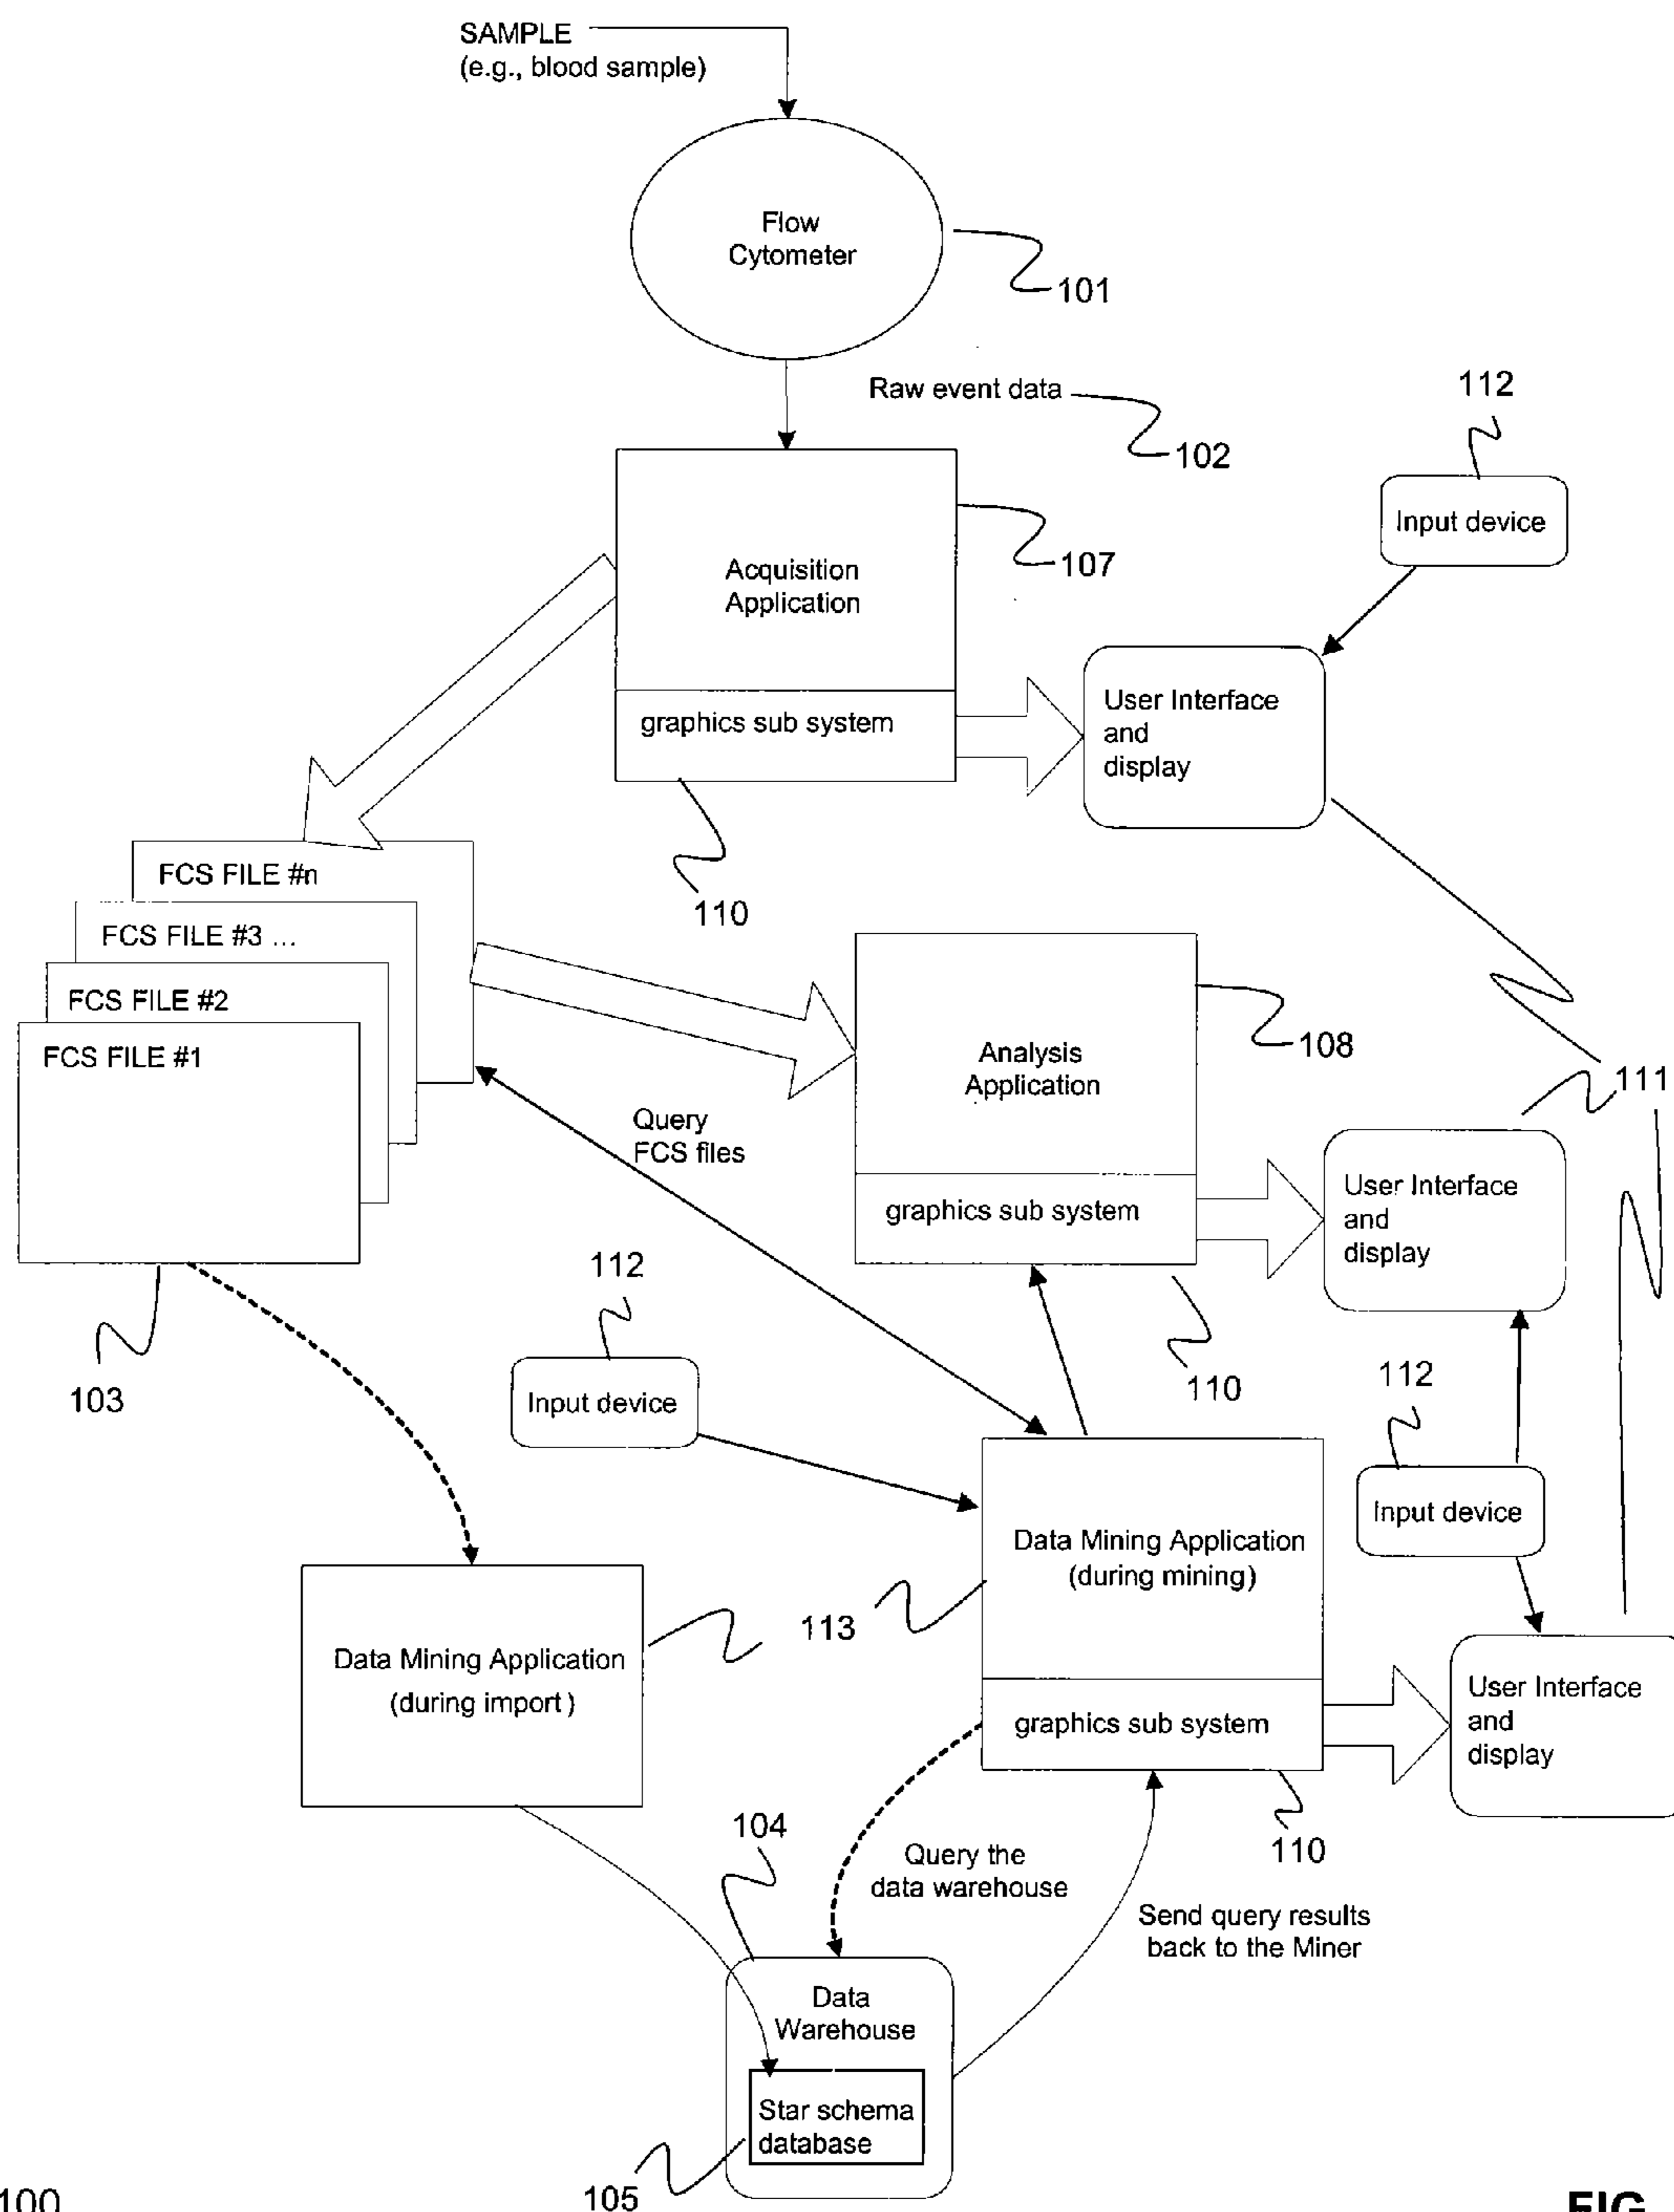 SAMPLE
(e.g., blood sample)
Flow
Cytometer
101
Raw event data
102
112
Input device
Acquisition
Application
107
graphics sub system
User Interface
and
display
110
FCS FILE #n
FCS FILE #3 ...
FCS FILE #2
FCS FILE #1
103
Analysis
Application
108
111
graphics sub system
User Interface
and
display
Query
FCS files
110
112
Input device
112
Input device
Data Mining Application
(during mining)
113
graphics sub system
User Interface
and
display
110
Data Mining Application
(during import)
104
Query the
data warehouse
Send query results
back to the Miner
Data
Warehouse
Star schema
database
105
100
FIG